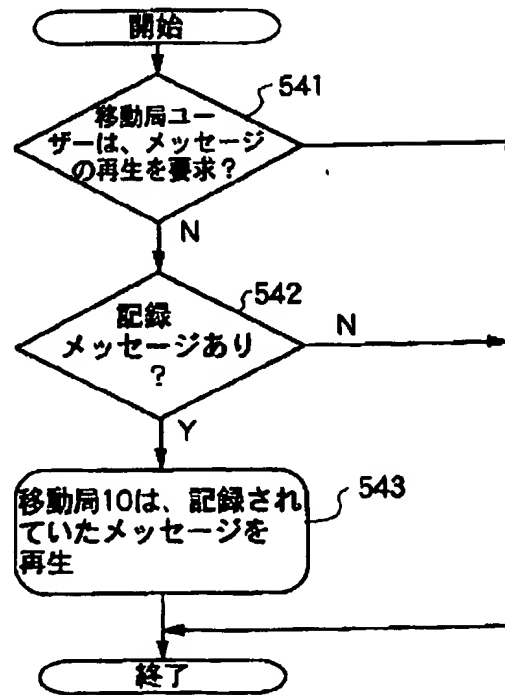 開始
541
移動局ユー
ザーは、メッセージ
の再生を要求?
N
542
記録
メッセージあり
?
N
Y
543
移動局10は、記録され
ていたメッセージを
再生
終了